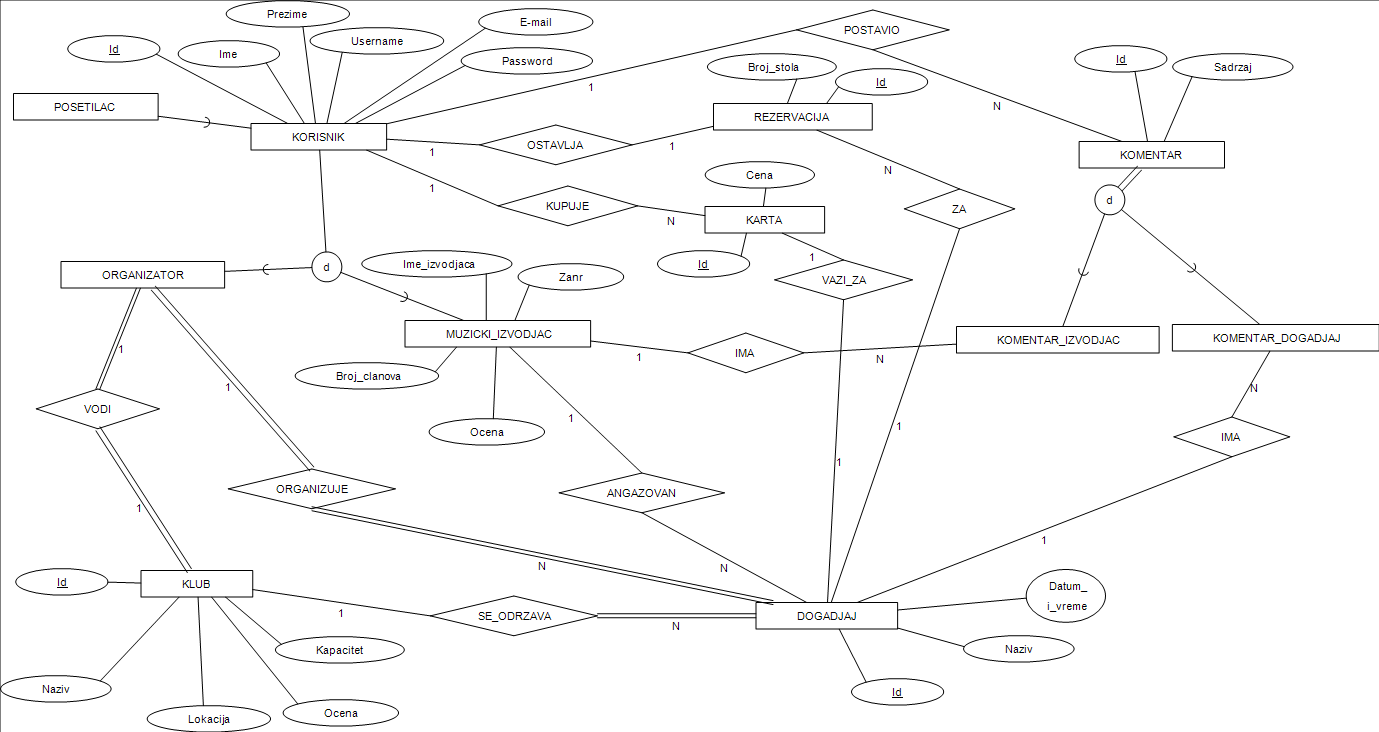 Prezime
E-mail
POSTAVIO
Id
Ime
Username
Password
Broj_stola
Id
Id
Sadrzaj
1
POSETILAC
N
KORISNIK
REZERVACIJA
OSTAVLJA
1
1
KOMENTAR
N
Cena
1
KUPUJE
N
KARTA
ZA
d
1
Id
VAZI_ZA
ORGANIZATOR
d
Ime_izvodjaca
Zanr
MUZICKI_IZVODJAC
KOMENTAR_IZVODJAC
KOMENTAR_DOGADJAJ
1
1
IMA
N
Broj_clanova
1
N
VODI
1
Ocena
1
IMA
1
ORGANIZUJE
ANGAZOVAN
1
1
N
N
Id
KLUB
Datum_
i_vreme
1
SE_ODRZAVA
N
DOGADJAJ
Kapacitet
Naziv
Naziv
Id
Lokacija
Ocena